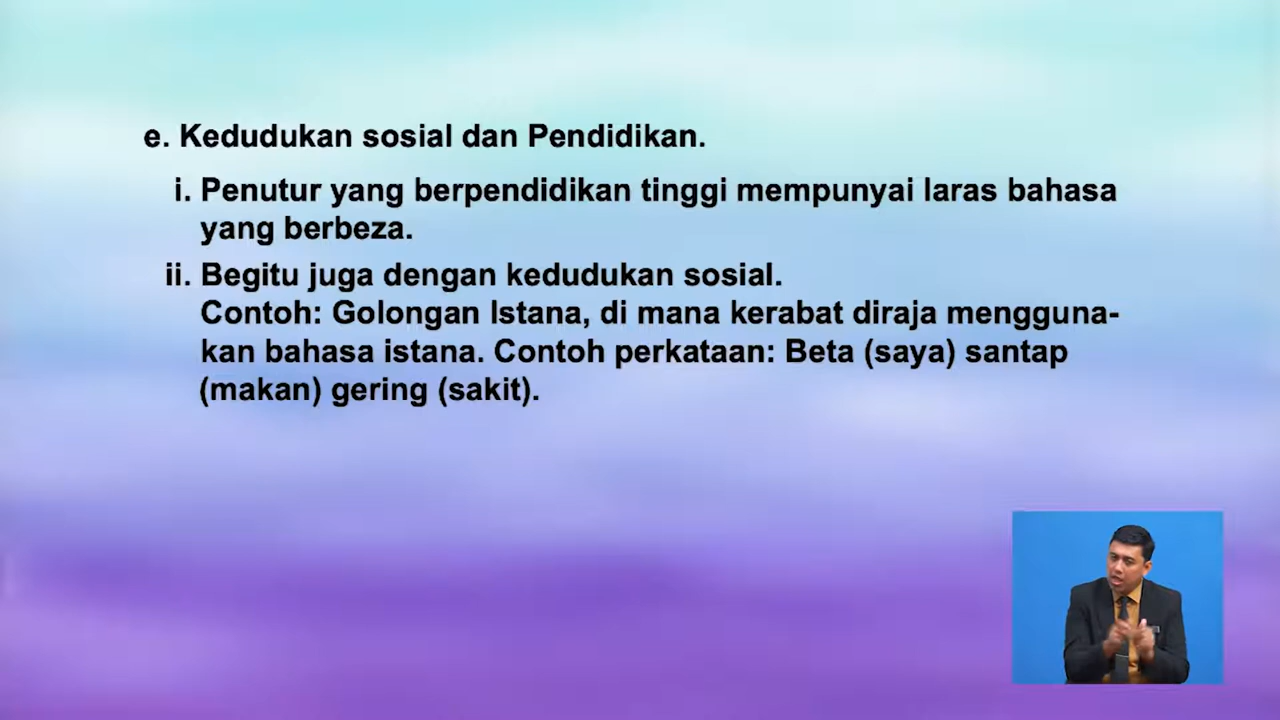 e. Kedudukan sosial dan Pendidikan.
i. Penutur yang berpendidikan tinggi mempunyai laras bahasa
yang berbeza.
ii. Begitu juga dengan kedudukan sosial.
Contoh: Golongan Istana, di mana kerabat diraja mengguna-
kan bahasa istana. Contoh perkataan: Beta (saya) santap
(makan) gering (sakit).